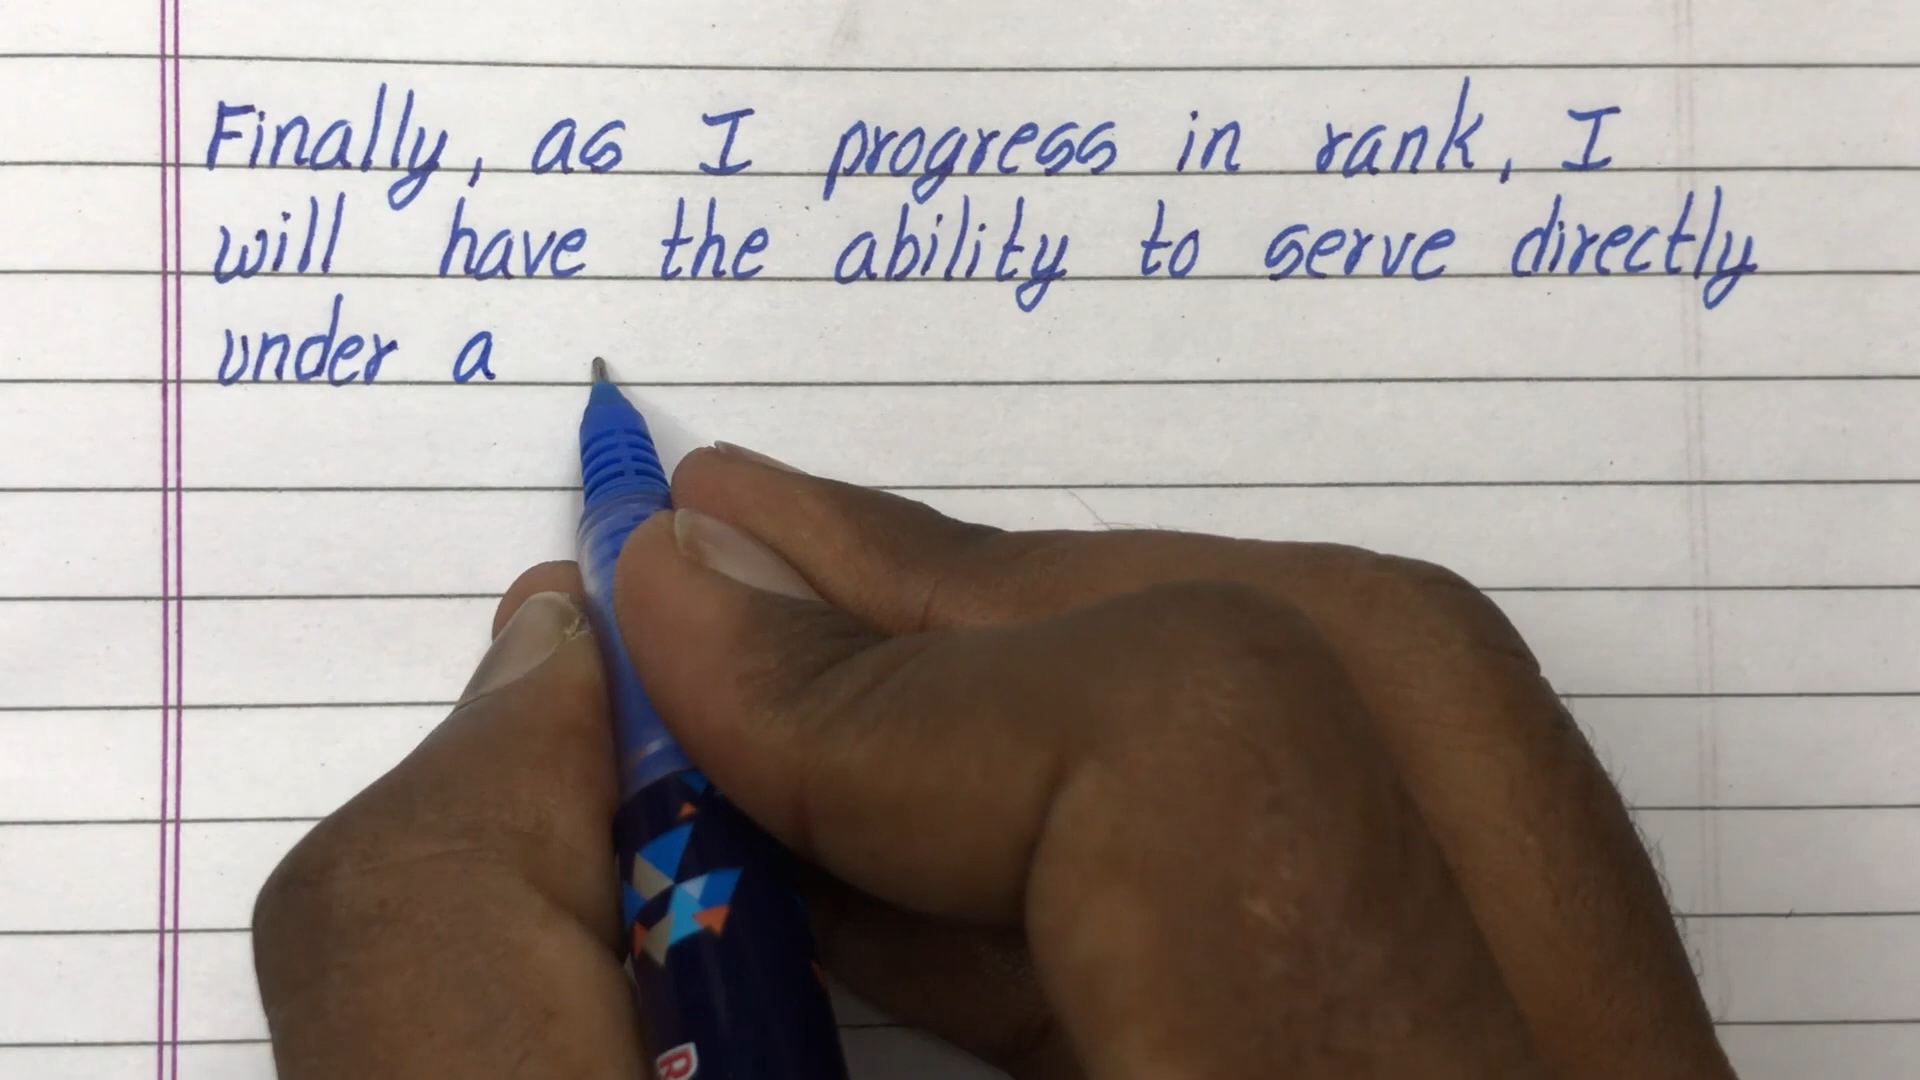 Finally, as I progress in rank, I
will have the ability to serve directly
under a
R